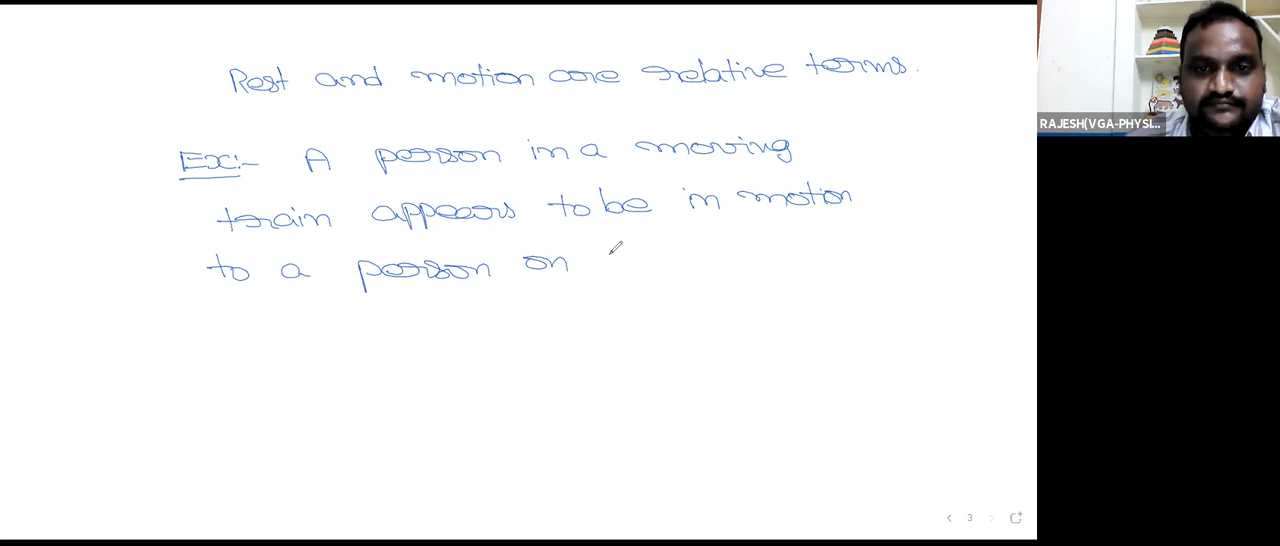 Rest and motion are relative terms.
Ex:- A person in a moving
train appears to be in motion
to a person on
RAJESH(VGA-PHYSI...
3